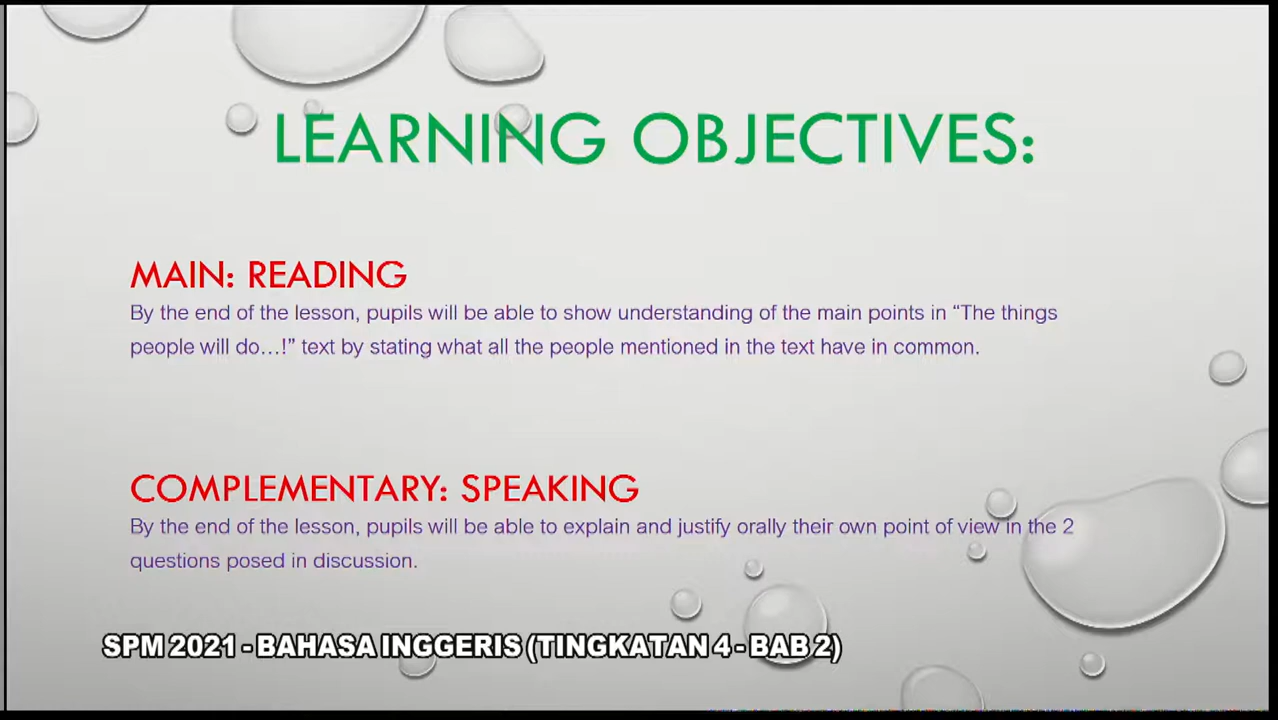 LEARNING OBJECTIVES:
MAIN: READING
By the end of the lesson, pupils will be able to show understanding of the main points in “The things
people will do…!” text by stating what all the people mentioned in the text have in common.
COMPLEMENTARY: SPEAKING
By the end of the lesson, pupils will be able to explain and justify orally their own point of view in the 2
questions posed in discussion.
SPM 2021 - BAHASA INGGERIS (TINGKATAN 4 - BAB 2)